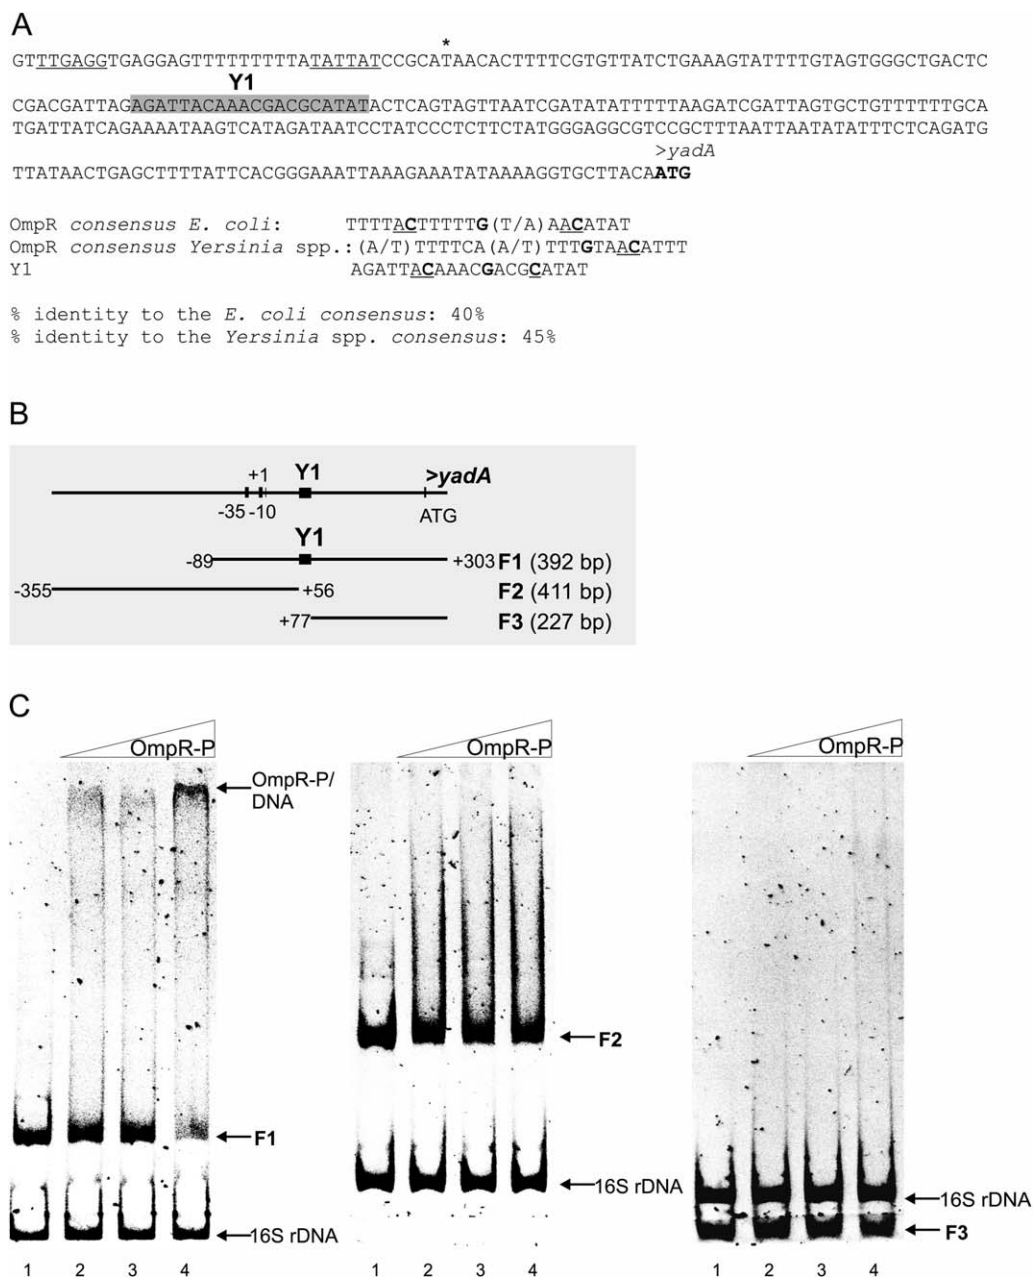 A
*
GTTTGAGGTGAGGAGTTTTTTTTTTATATTATCCGCATAACACTTTTCGTGTTATCTGAAAGTATTTTGTAGTGGGCTGACTC
Y1
CGACGATTAGAGATTACAAACGACGCATATACTCAGTAGTTAATCGATATATTTTTAAGATCGATTAGTGCTGTTTTTTGCA
TGATTATCAGAAAATAAGTCATAGATAATCCTATCCCTCTTCTATGGGAGGCGTCCGCTTTAATTAATATATTTCTCAGATG
>yadA
TTATAACTGAGCTTTTATTCACGGGAAATTAAAGAAATATAAAAGGTGCTTACAATG
OmpR consensus E. coli: TTTTACTTTTTG(T/A)AACATAT
OmpR consensus Yersinia spp.:(A/T)TTTTCA(A/T)TTTGTAACATTT
Y1 AGATTACAAACGACGCATAT
% identity to the E. coli consensus: 40%
% identity to the Yersinia spp. consensus: 45%
B
+1 Y1 >yadA
-35 -10 ATG
Y1
-89 +303 F1 (392 bp)
-355 +56 F2 (411 bp)
+77 F3 (227 bp)
C
OmpR-P OmpR-P OmpR-P
OmpR-P/
DNA
F2
F1
16S rDNA 16S rDNA
16S rDNA F3
1 2 3 4 1 2 3 4 1 2 3 4